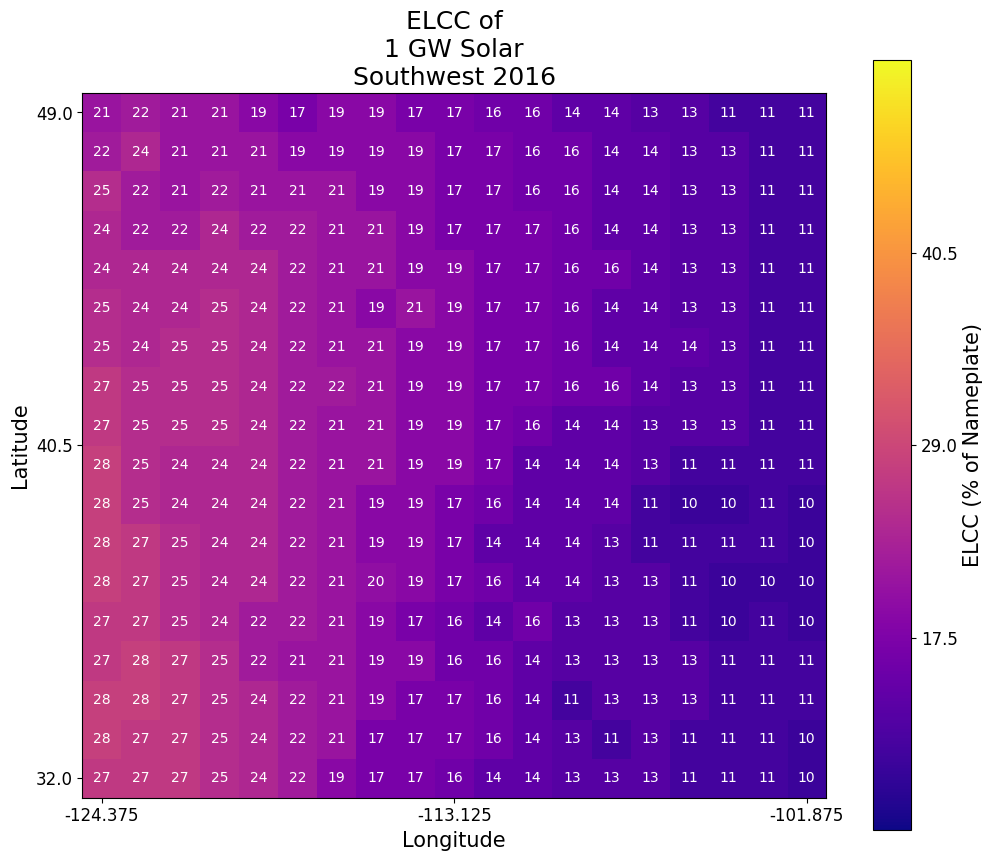 ELCC of
1 GW Solar
Southwest 2016
49.0 21 22 21 21 19 17 19 19 17 17 16 16 14 14 13 13 11 11 11
22 24 21 21 21 19 19 19 19 17 17 16 16 14 14 13 13 11 11
25 22 21 22 21 21 21 19 19 17 17 16 16 14 14 13 13 11 11
24 22 22 24 22 22 21 21 19 17 17 17 16 14 14 13 13 11 11
24 24 24 24 24 22 21 21 19 19 17 17 16 16 14 13 13 11 11
25 24 24 25 24 22 21 19 21 19 17 17 16 14 14 13 13 11 11
25 24 25 25 24 22 21 21 19 19 17 17 16 14 14 14 13 11 11
27 25 25 25 24 22 22 21 19 19 17 17 16 16 14 13 13 11 11
40.5 27 25 25 25 24 22 21 21 19 19 17 16 14 14 13 13 13 11 11
28 25 24 24 24 22 21 21 19 19 17 14 14 14 13 11 11 11 11
28 25 24 24 24 22 21 19 19 17 16 14 14 14 11 10 10 11 10
28 27 25 24 24 22 21 19 19 17 14 14 14 13 11 11 11 11 10
28 27 25 24 24 22 21 20 19 17 16 14 14 13 13 11 10 10 10
27 27 25 24 22 22 21 19 17 16 14 16 13 13 13 11 10 11 10
27 28 27 25 22 21 21 19 19 16 16 14 13 13 13 13 11 11 11
28 28 27 25 24 22 21 19 17 17 16 14 11 13 13 13 11 11 11
28 27 27 25 24 22 21 17 17 17 16 14 13 11 13 11 11 11 10
32.0 27 27 27 25 24 22 19 17 17 16 14 14 13 13 13 11 11 11 10
-124.375 -113.125 -101.875
Longitude
Latitude
40.5
29.0
17.5
ELCC (% of Nameplate)